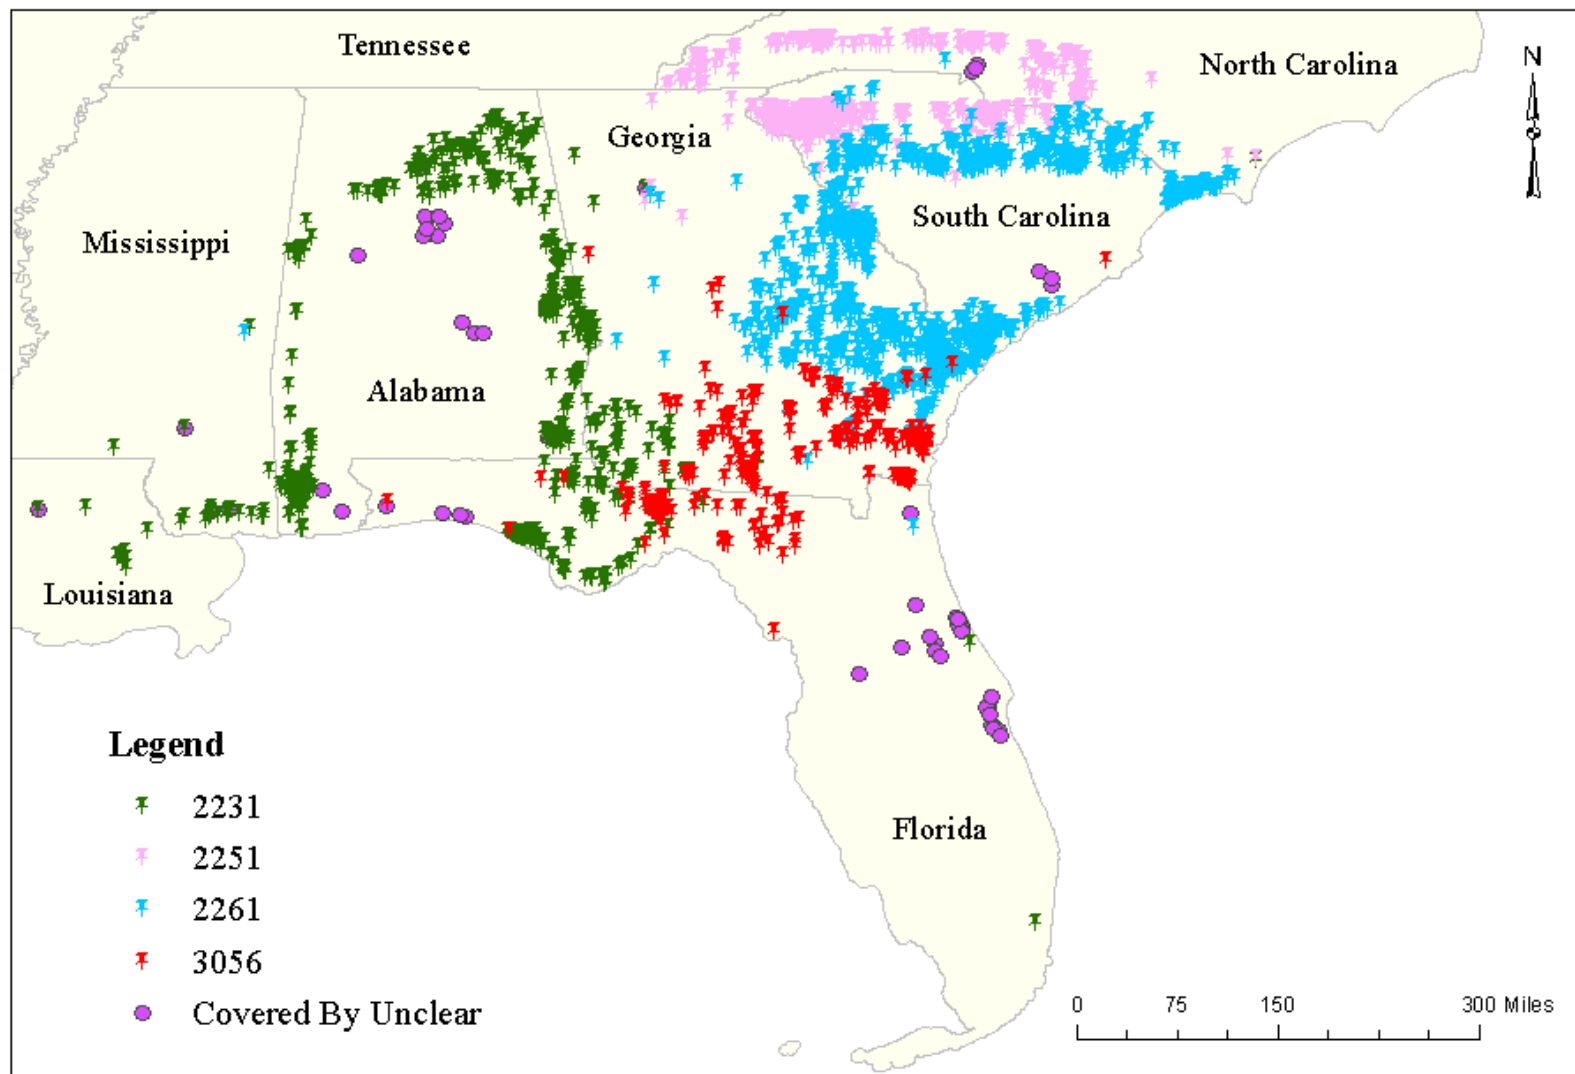 Tennessee
North Carolina
N
Georgia
South Carolina
Mississippi
Alabama
Louisiana
Florida
Legend
2231
2251
2261
3056
Covered By Unclear
0 75 150 300 Miles